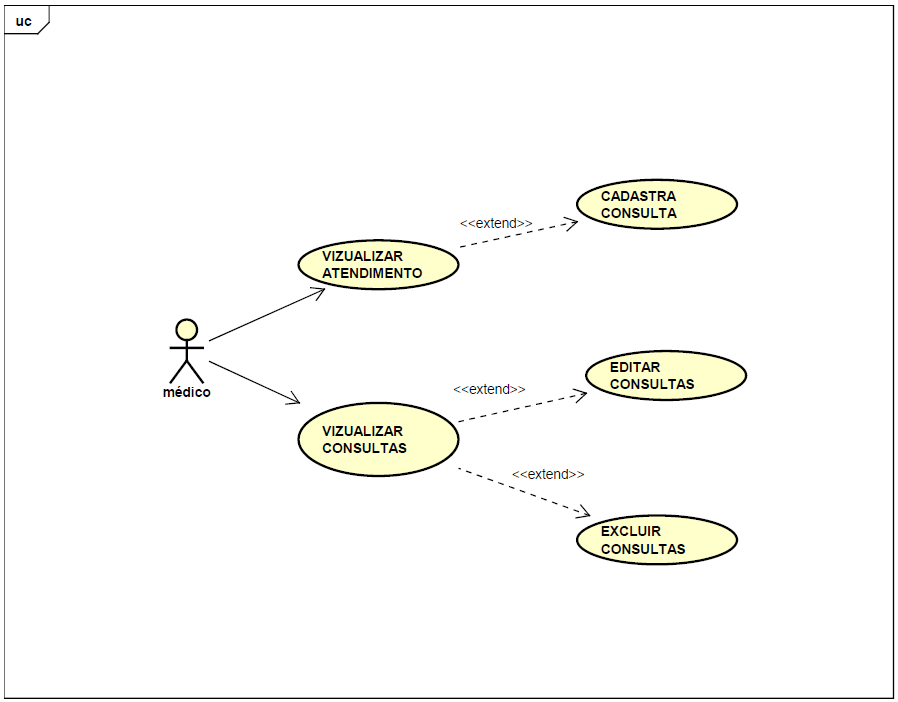 uc
CADASTRA
CONSULTA
<<extend>>
VIZUALIZAR
ATENDIMENTO
médico
EDITAR
CONSULTAS
<<extend>>
VIZUALIZAR
CONSULTAS
<<extend>>
EXCLUIR
CONSULTAS